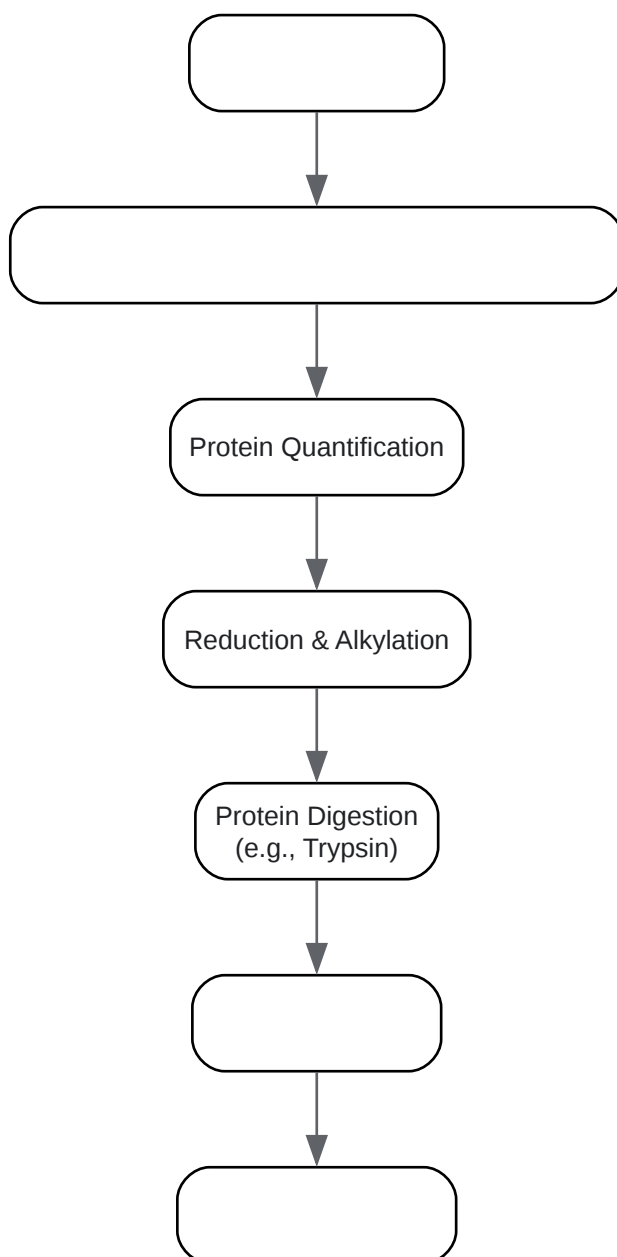 Protein Quantification
Reduction & Alkylation
Protein Digestion
(e.g., Trypsin)